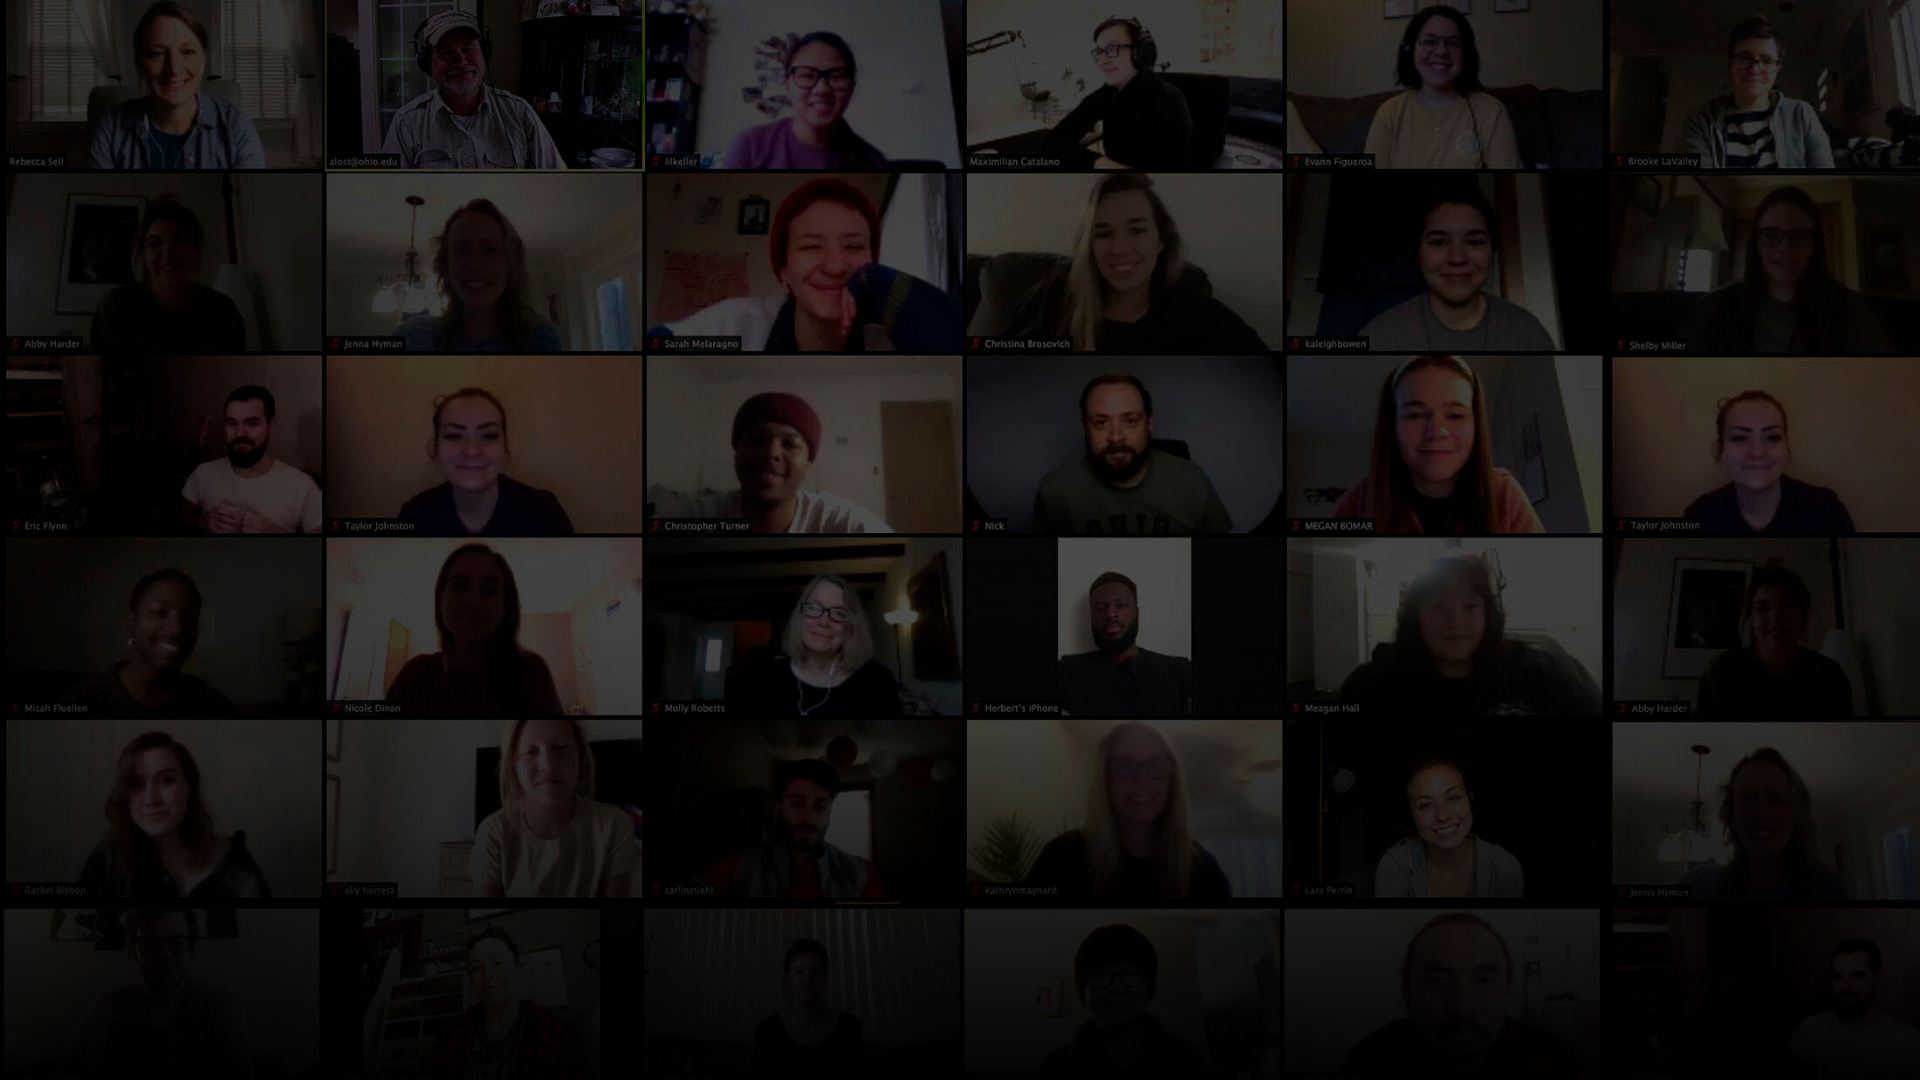 Rebecca Sell
alost@ohio.edu
lilkeller
Maximilian Catalano
Evann Figueroa
Brooke LaValley
Abby Harder
Jenna Hyman
Sarah Melaragno
Christina Brosovich
kaleighbowen
Shelby Miller
Eric Flynn
Taylor Johnston
Christopher Turner
Nick
MEGAN BOMAR
Taylor Johnston
Micah Fluellen
Nicole Dinan
Molly Roberts
Herbert's iPhone
Meagan Hall
Abby Harder
Rachel Bishop
ally herrera
carlinstiehl
kathrynmaynard
Lara Perrin
Jenna Hyman